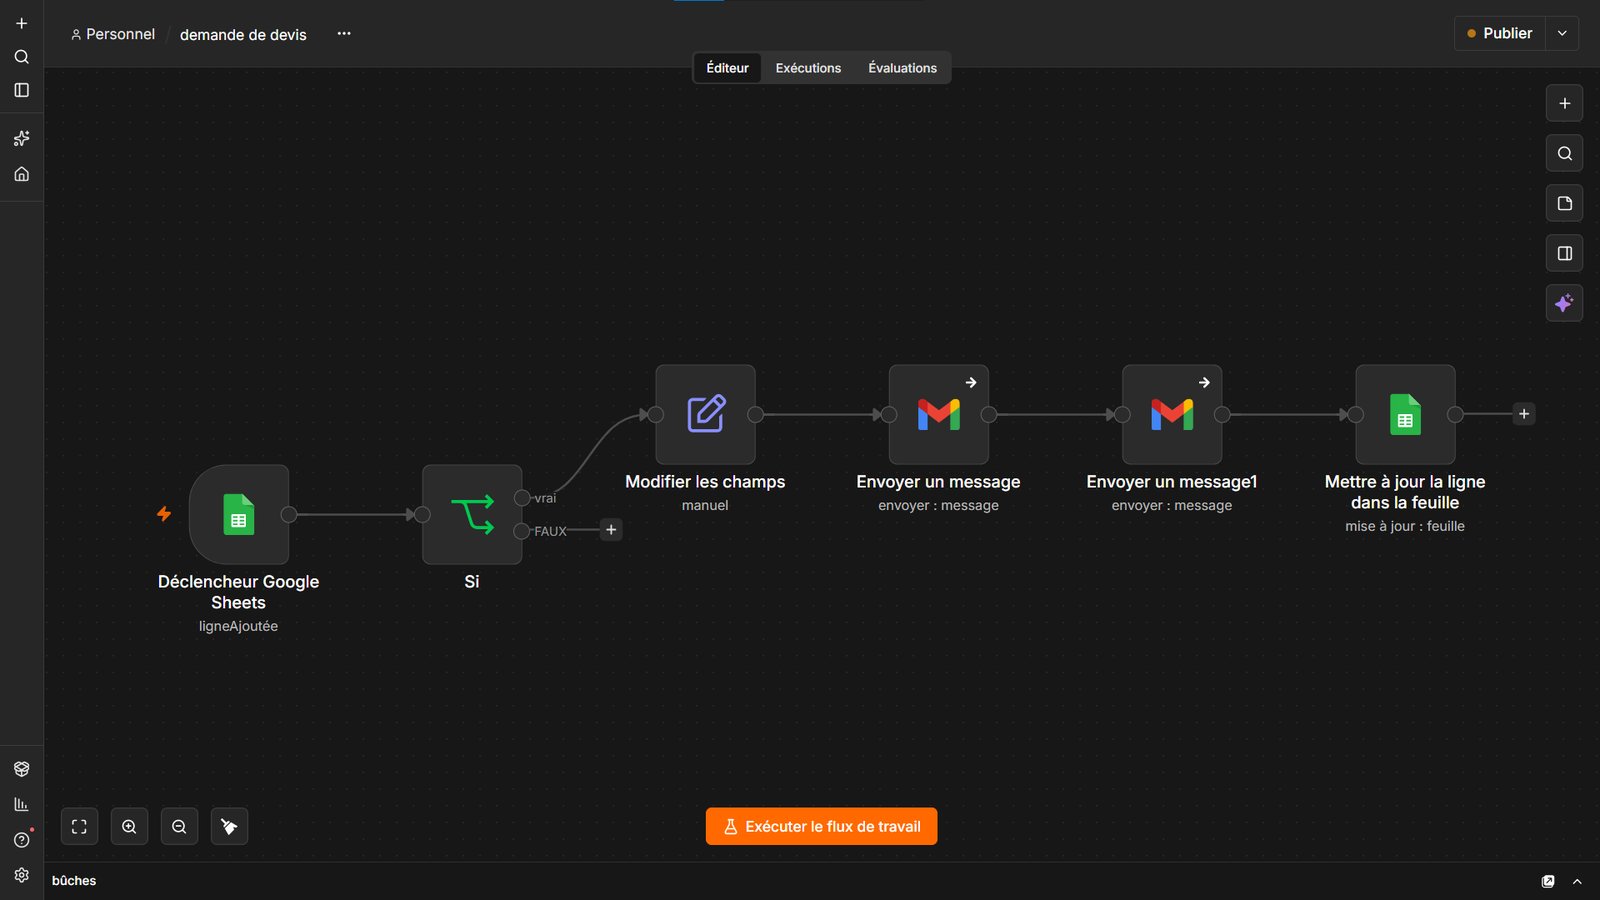 Personnel / demande de devis ...
Publier
Éditeur Exécutions Évaluations
vrai
FAUX
Modifier les champs
manuel
Envoyer un message
envoyer : message
Envoyer un message1
envoyer : message
Mettre à jour la ligne
dans la feuille
mise à jour : feuille
Déclencheur Google
Sheets
ligneAjoutée
Si
Exécuter le flux de travail
bûches